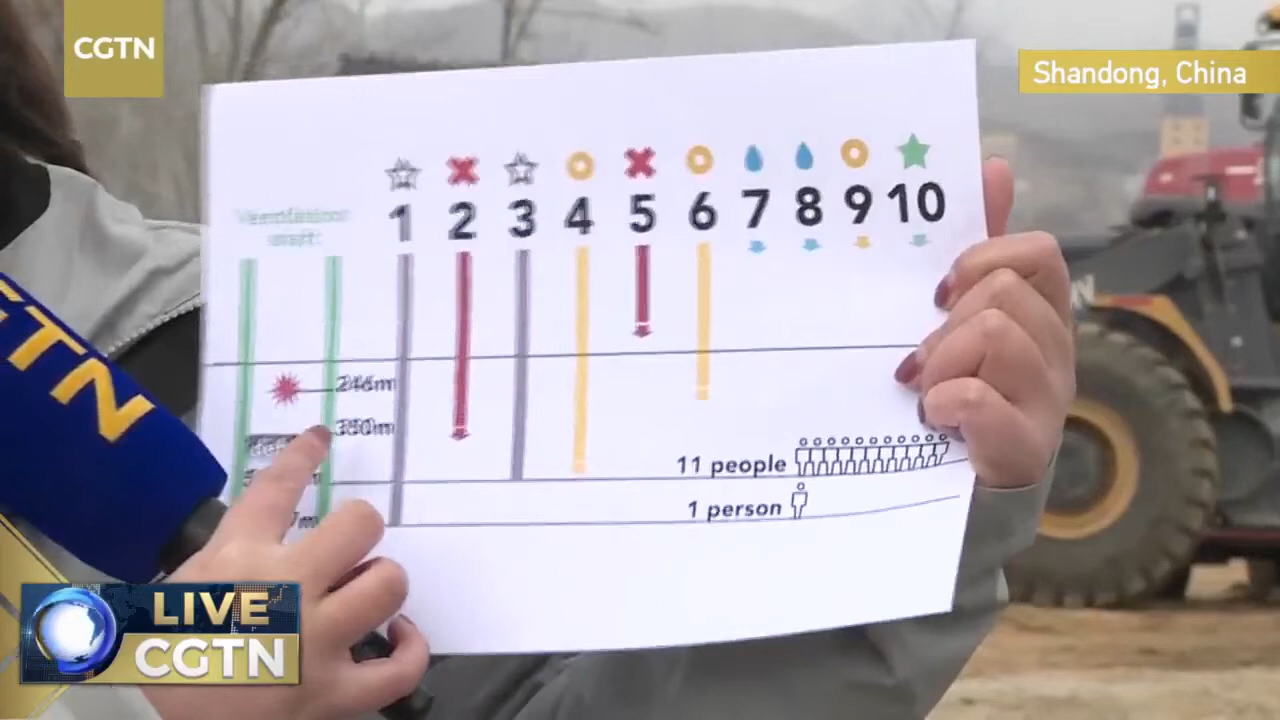 CGTN
Shandong, China
Ventilation
1 2 3 4 5 6 7 8 9 10
246m
350m
11 people
1 person
LIVE
CGTN